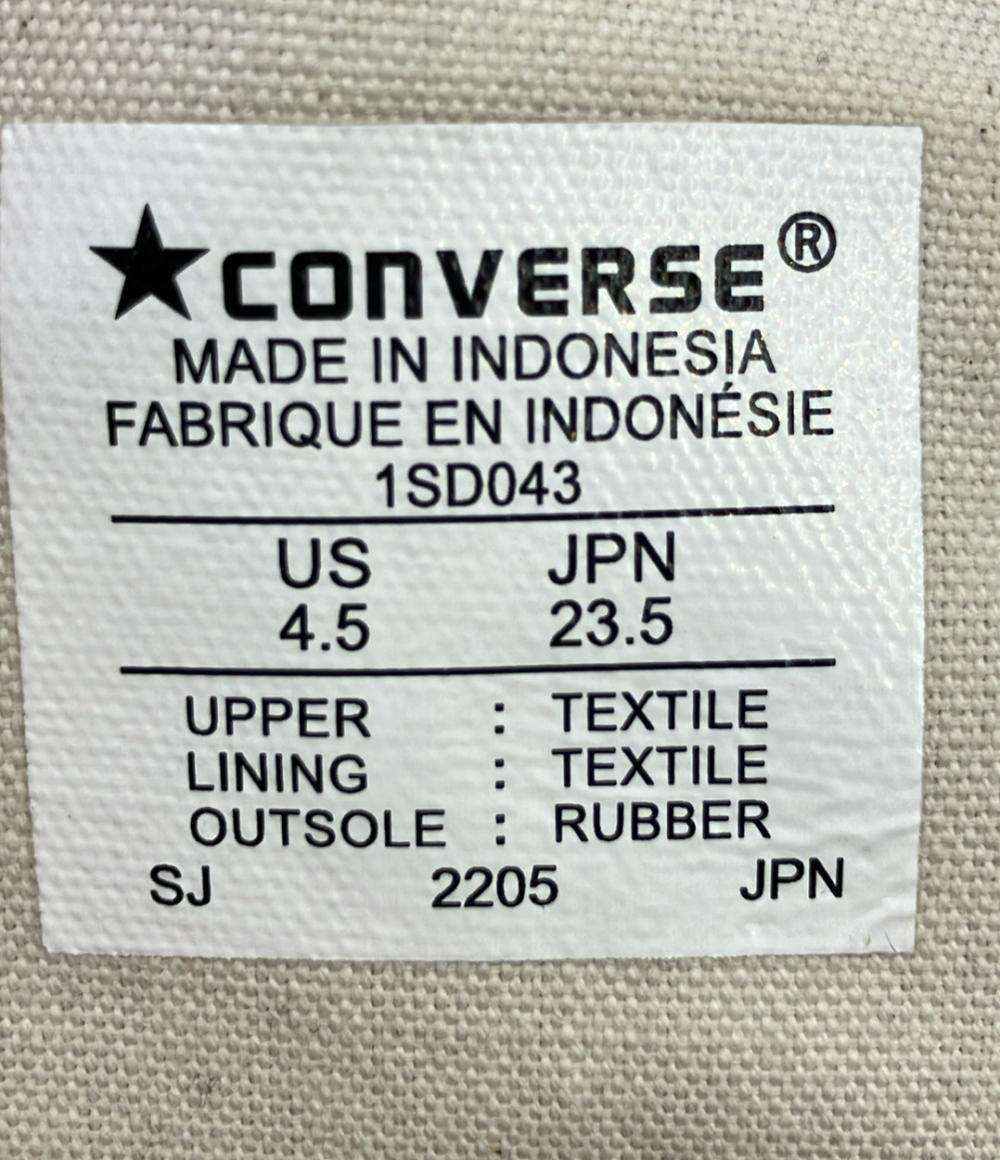 ★CONVERSE®
MADE IN INDONESIA
FABRIQUE EN INDONÉSIE
1SD043
US JPN
4.5 23.5
UPPER : TEXTILE
LINING : TEXTILE
OUTSOLE : RUBBER
SJ 2205 JPN